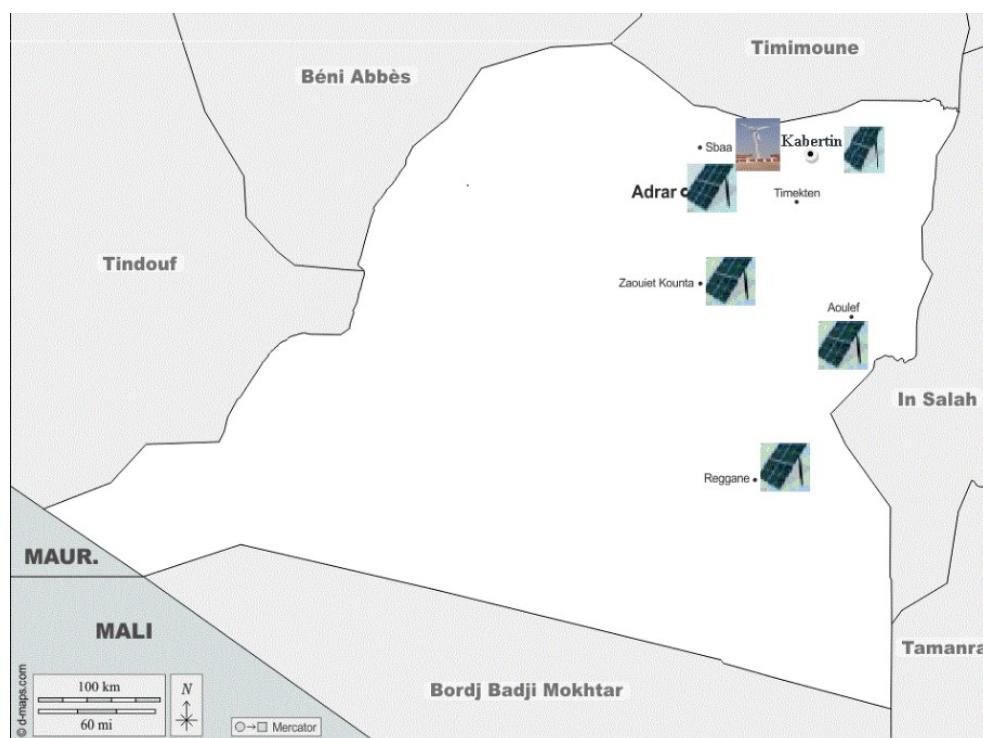 Timimoune
Béni Abbès
Kabertin
Sbaa
Adrar
Timekten
Tindouf
Zaouiet Kounta
Aoulef
In Salah
Reggane
MAUR.
MALI
Tamanra
Bordj Badji Mokhtar
100 km
60 mi
N
Mercator
© d-maps.com